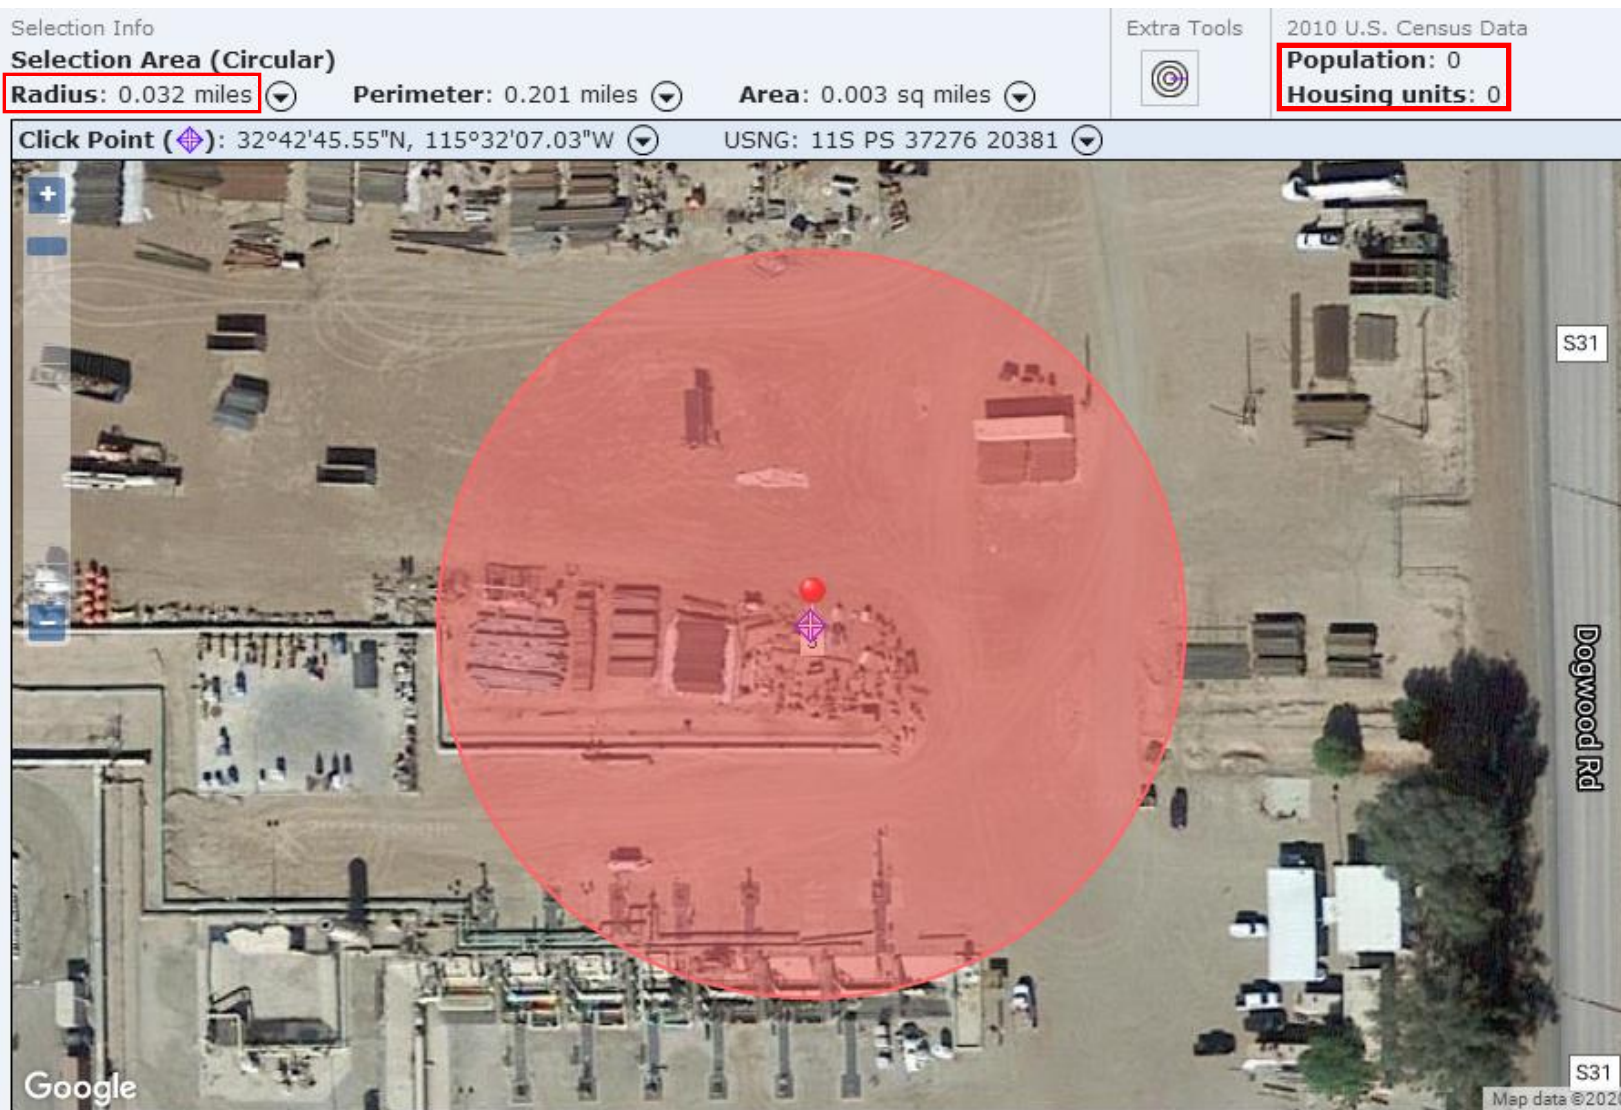 Selection Info
Selection Area (Circular)
Radius: 0.032 miles Perimeter: 0.201 miles Area: 0.003 sq miles
Extra Tools
2010 U.S. Census Data
Population: 0
Housing units: 0
Click Point ( ): 32°42'45.55"N, 115°32'07.03"W USNG: 11S PS 37276 20381
+
S31
Dogwood Rd
−
S31
Google
Map data ©202